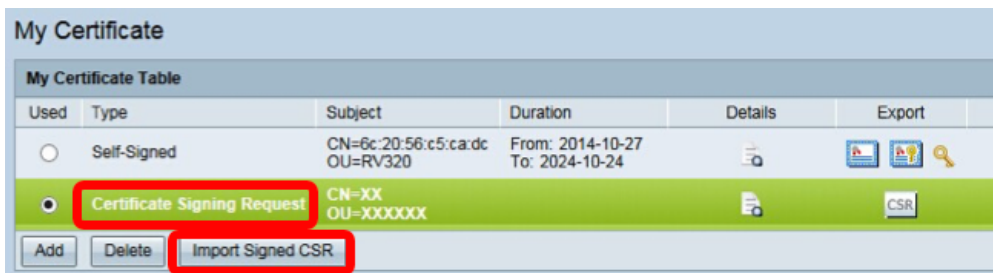 My Certificate
My Certificate Table
Used Type Subject Duration Details Export
Self-Signed CN=6c:20:56:c5:ca:dc From: 2014-10-27
OU=RV320 To: 2024-10-24
Certificate Signing Request CN=XX
OU=XXXXXX CSR
Add Delete Import Signed CSR